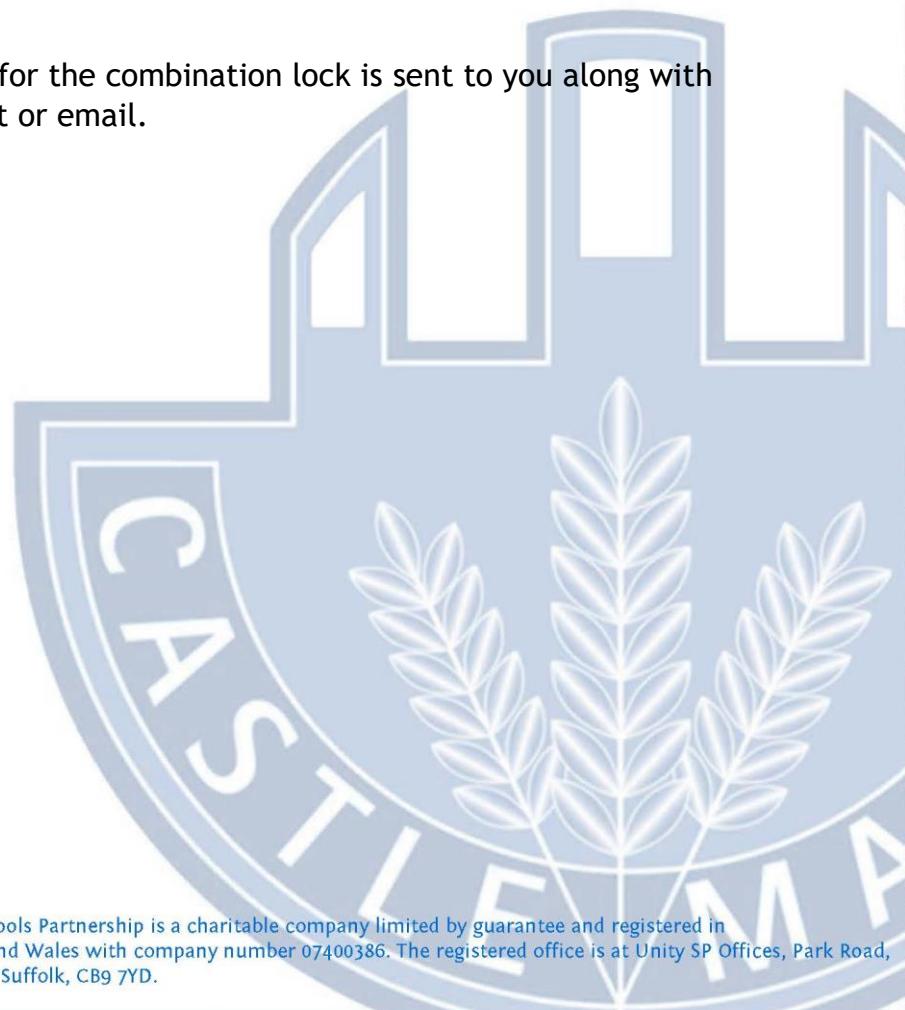 for the combination lock is sent to you along with
t or email.
CASTLE MA
ools Partnership is a charitable company limited by guarantee and registered in
nd Wales with company number 07400386. The registered office is at Unity SP Offices, Park Road,
Suffolk, CB9 7YD.